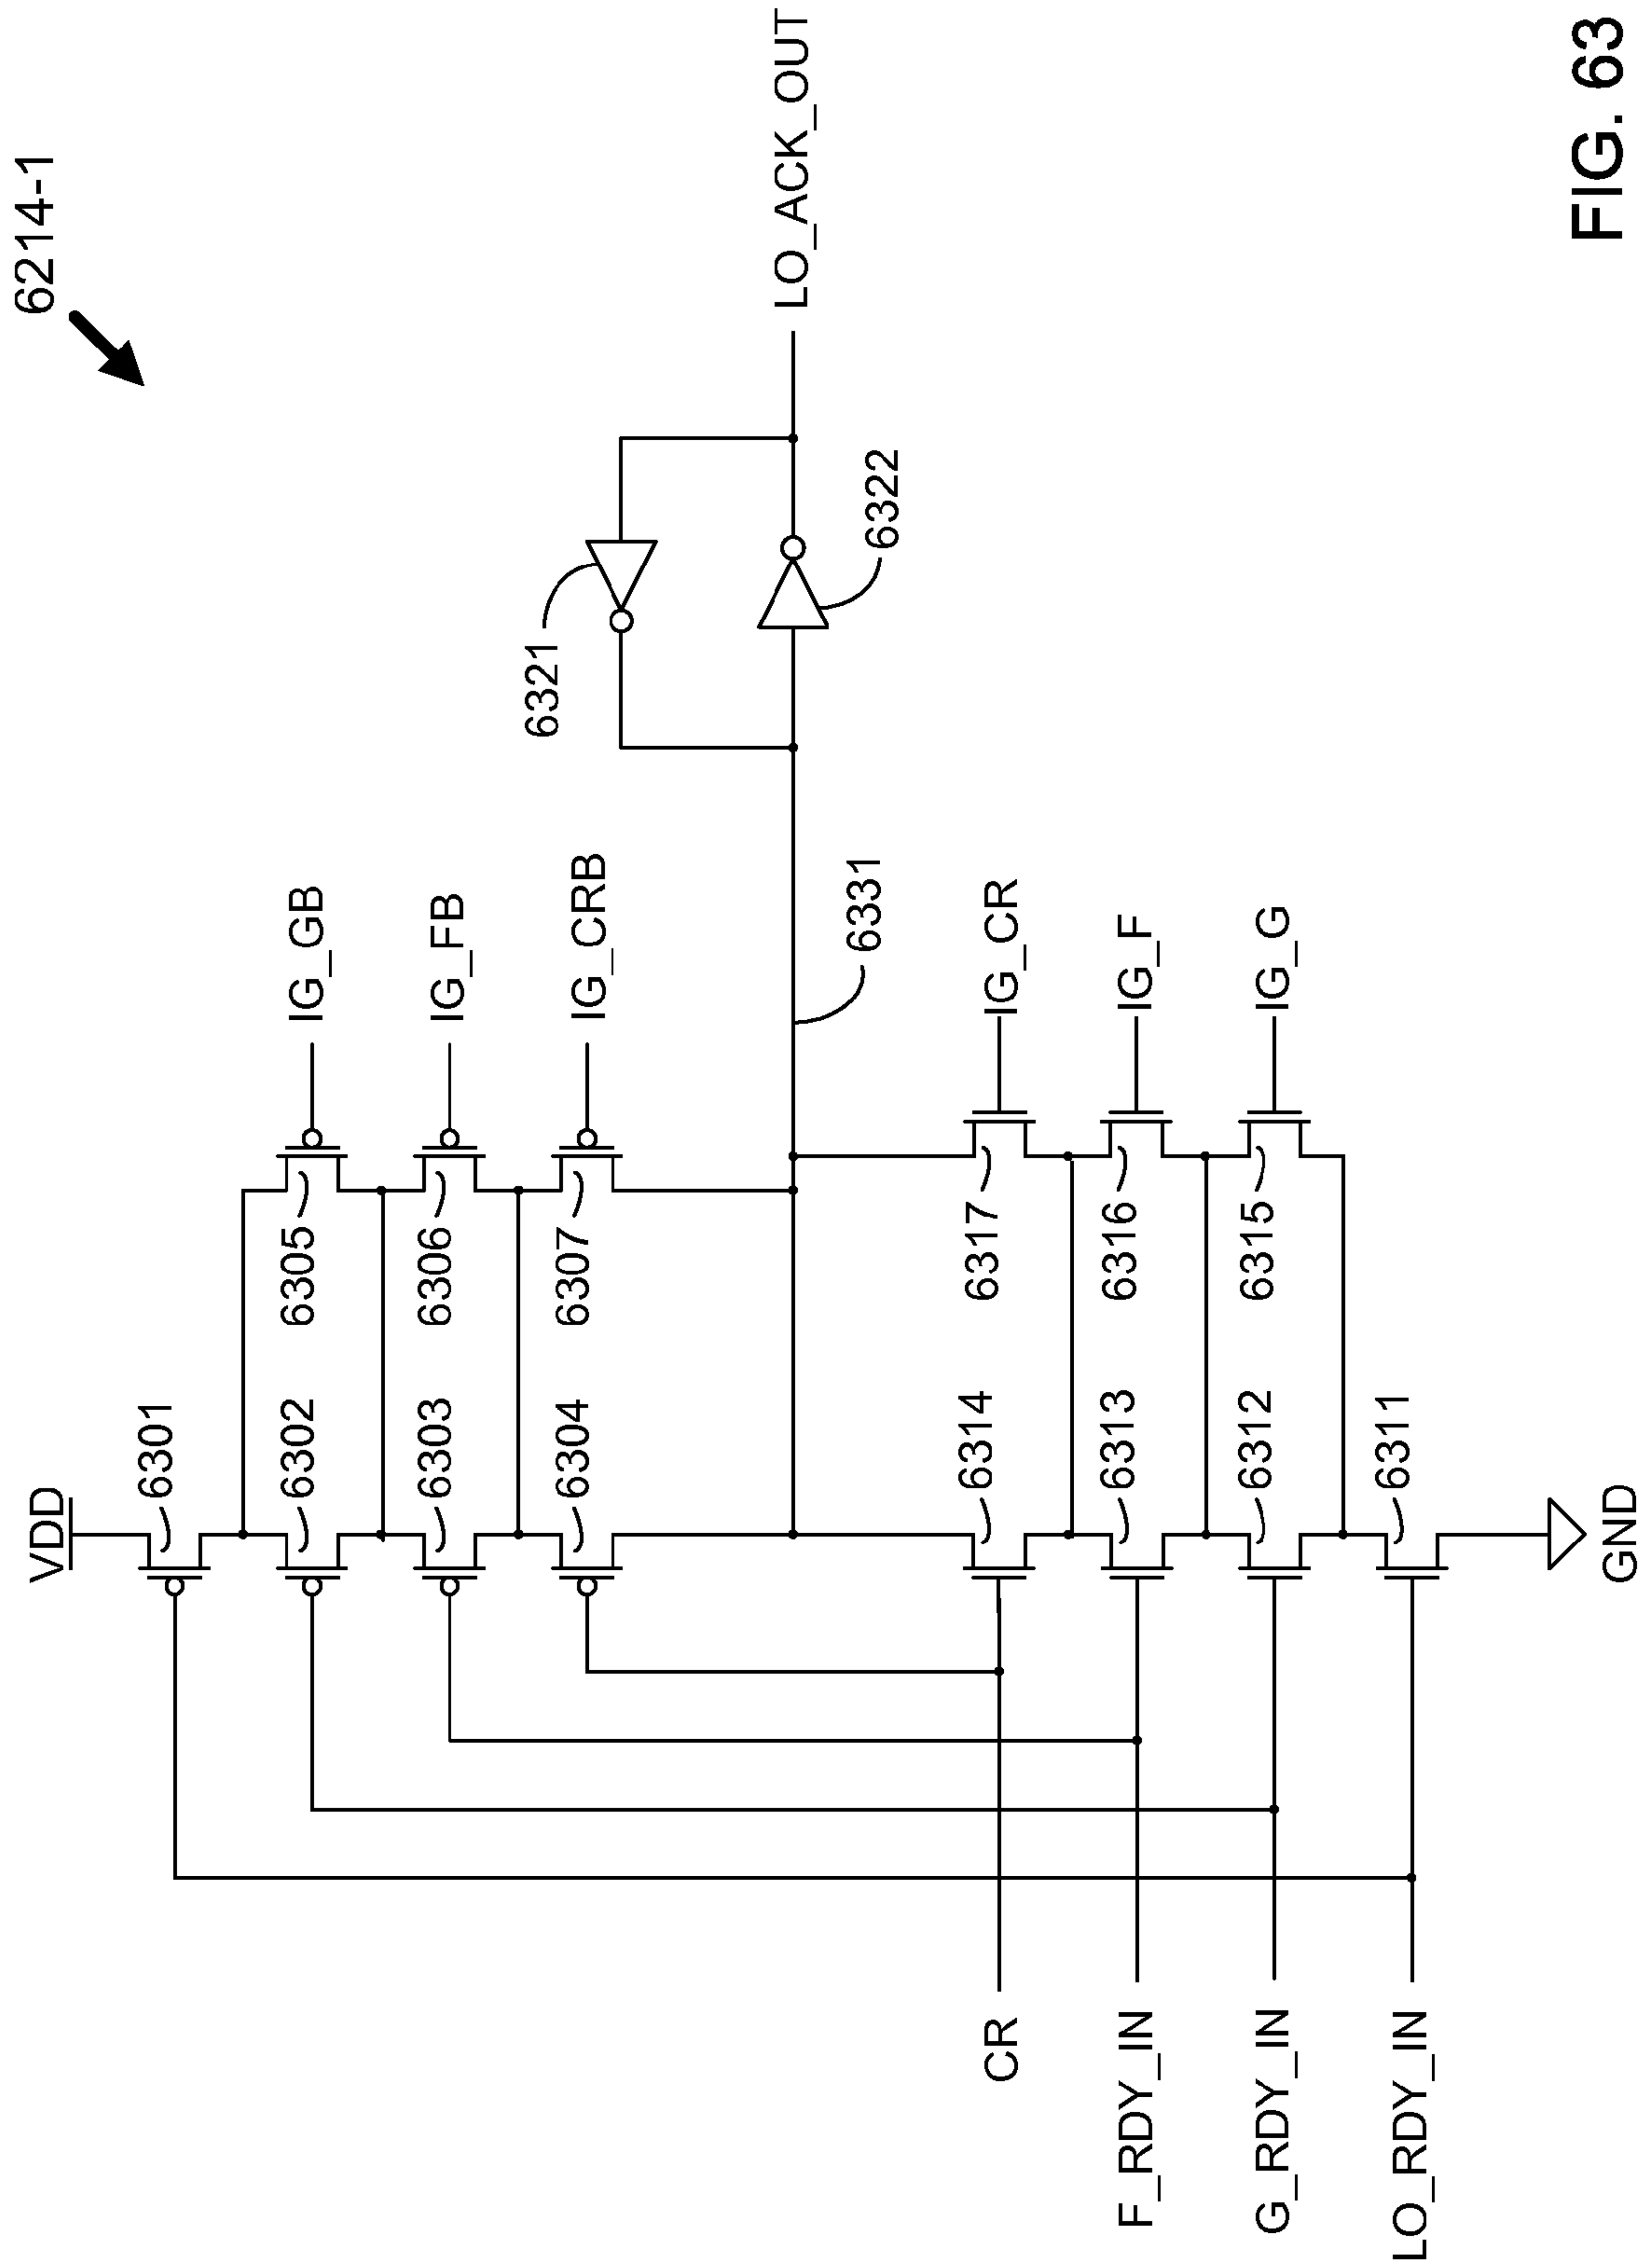 6214-1
VDD
6301
6302
6303
6304
6305
6306
6307
IG_GB
IG_FB
IG_CRB
6321
6322
LO_ACK_OUT
6331
6314
6313
6312
6311
6317
6316
6315
IG_CR
IG_F
IG_G
CR
F_RDY_IN
G_RDY_IN
LO_RDY_IN
GND
FIG. 63